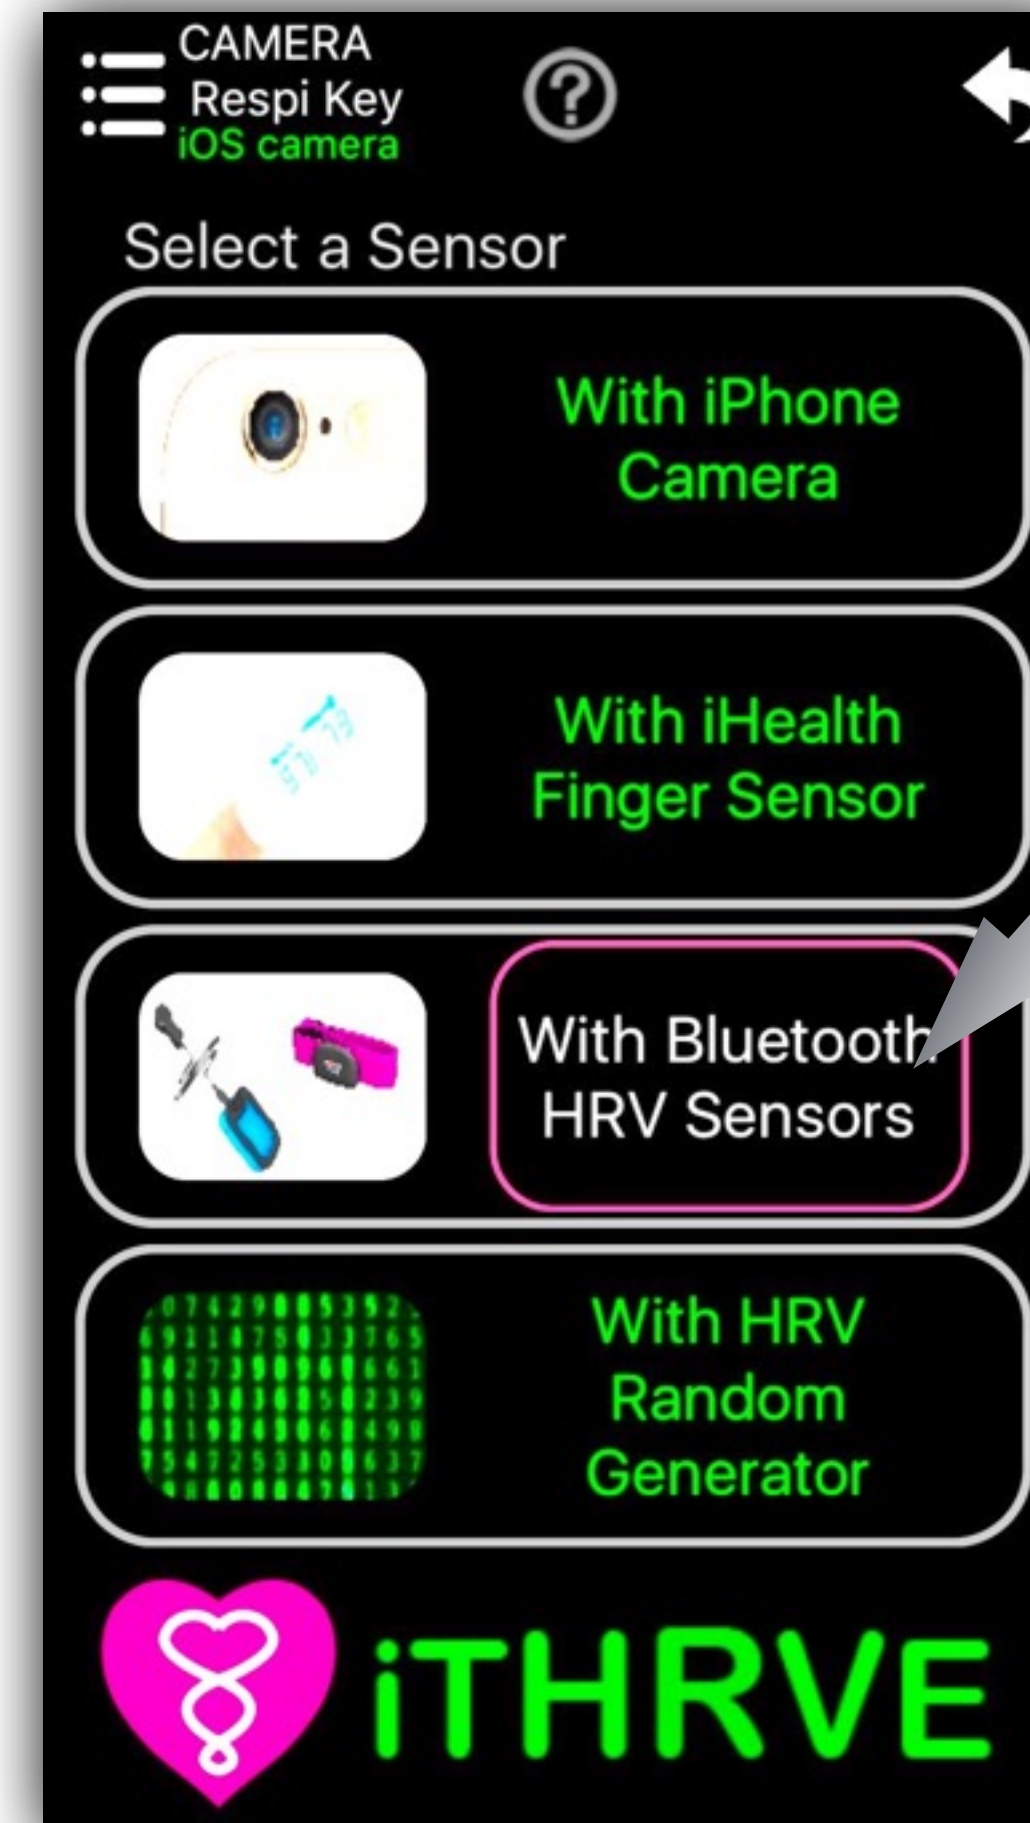 CAMERA
Respi Key
iOS camera
Select a Sensor
With iPhone
Camera
With iHealth
Finger Sensor
With Bluetooth
HRV Sensors
With HRV
Random
Generator
iTHRVE